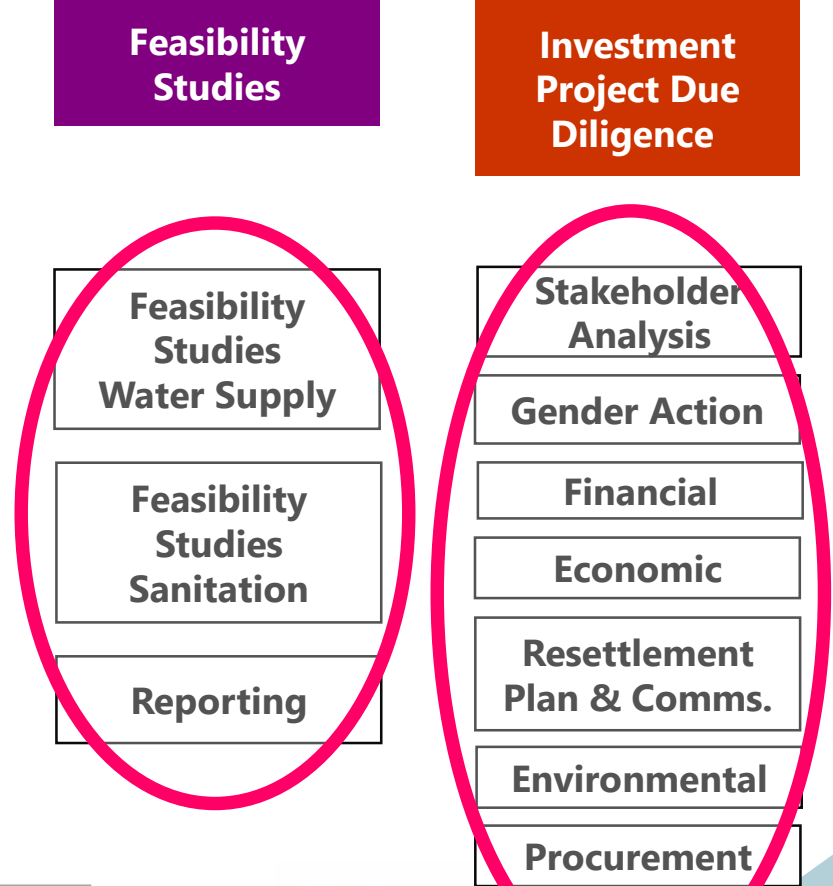 Feasibility
Studies
Feasibility
Studies
Water Supply
Feasibility
Studies
Sanitation
Reporting
Investment
Project Due
Diligence
Stakeholder
Analysis
Gender Action
Financial
Economic
Resettlement
Plan & Comms.
Environmental
Procurement